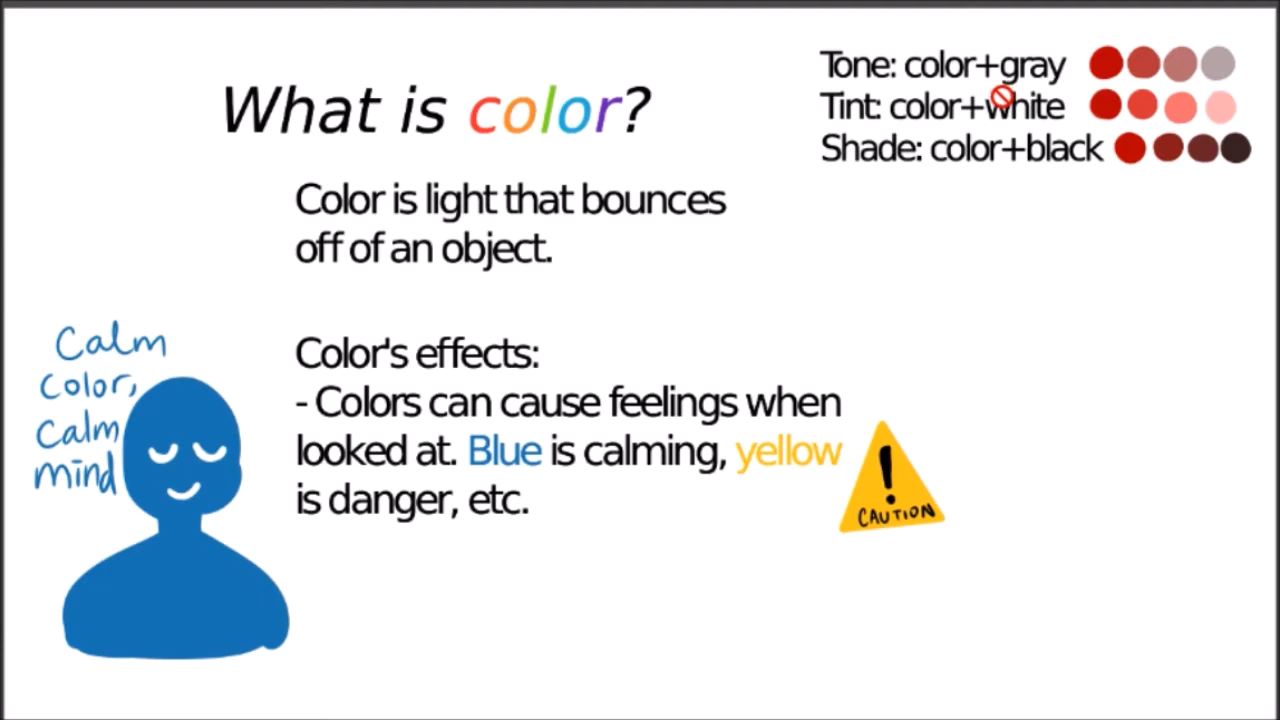 What is color?
Tone: color+gray
Tint: color+white
Shade: color+black
Color is light that bounces
off of an object.
Calm
color,
calm
mind
Color's effects:
- Colors can cause feelings when
looked at. Blue is calming, yellow
is danger, etc.
!
CAUTION